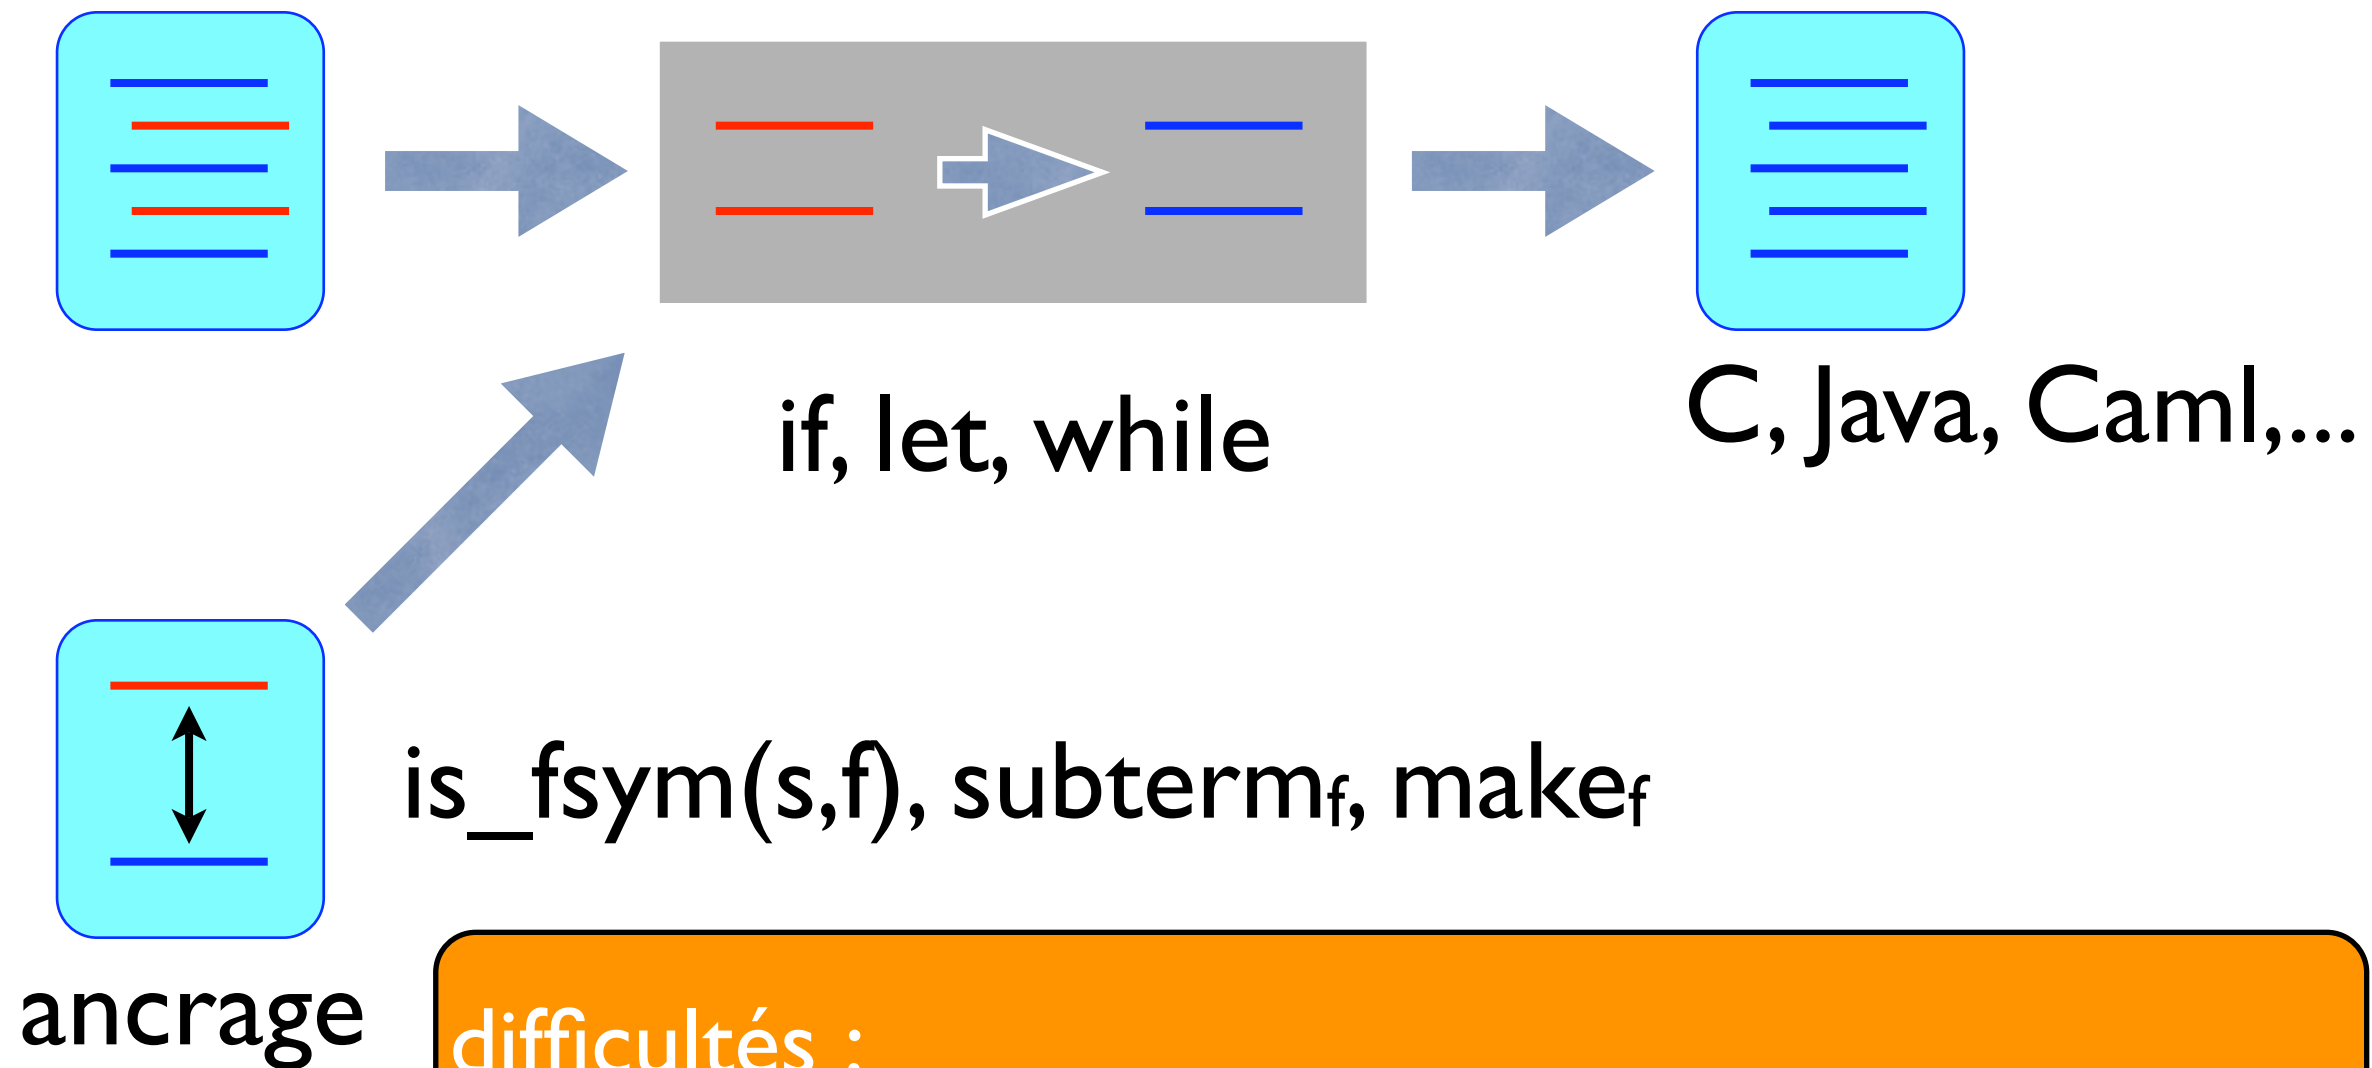 if, let, while
C, Java, Caml,...
is_fsym(s,f), subtermf, makef
ancrage
difficultés :